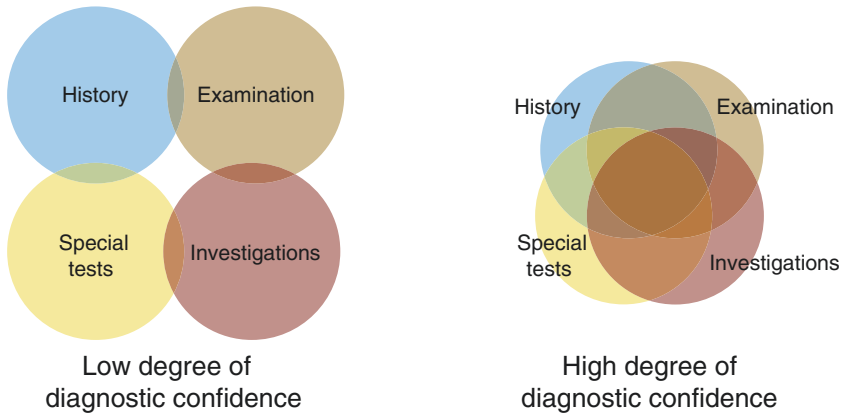 History
Examination
Special
tests
Investigations
Low degree of
diagnostic confidence
History
Examination
Special
tests
Investigations
High degree of
diagnostic confidence